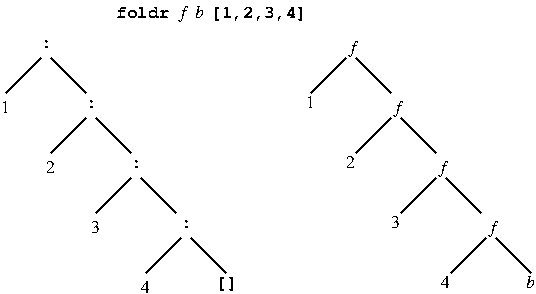 foldr f b [1,2,3,4]
: f
1 : 1 f
2 : 2 f
3 : 3 f
4 [] 4 b